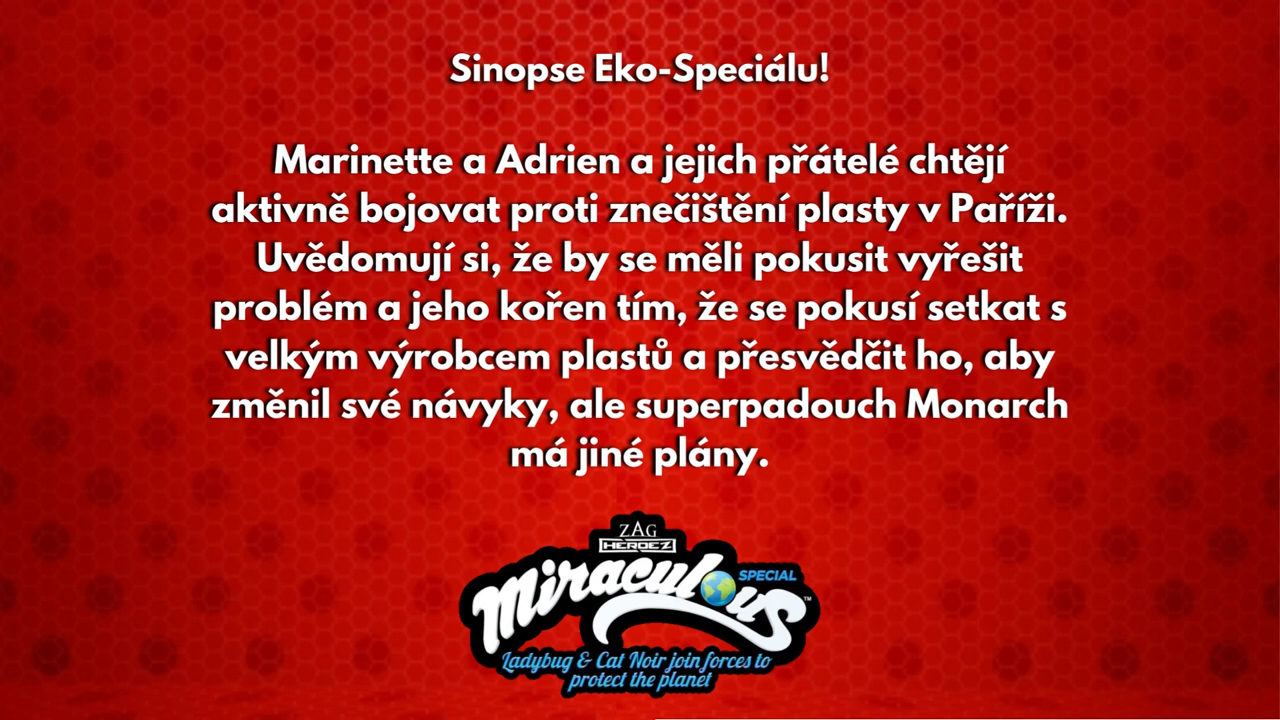 Sinopse Eko-Speciálu!
Marinette a Adrien a jejich přátelé chtějí
aktivně bojovat proti znečištění plasty v Paříži.
Uvědomují si, že by se měli pokusit vyřešit
problém a jeho kořen tím, že se pokusí setkat s
velkým výrobcem plastů a přesvědčit ho, aby
změnil své návyky, ale superpadouch Monarch
má jiné plány.
ZAG
HEROEZ
SPECIAL
Miraculous™
Ladybug & Cat Noir join forces to
protect the planet